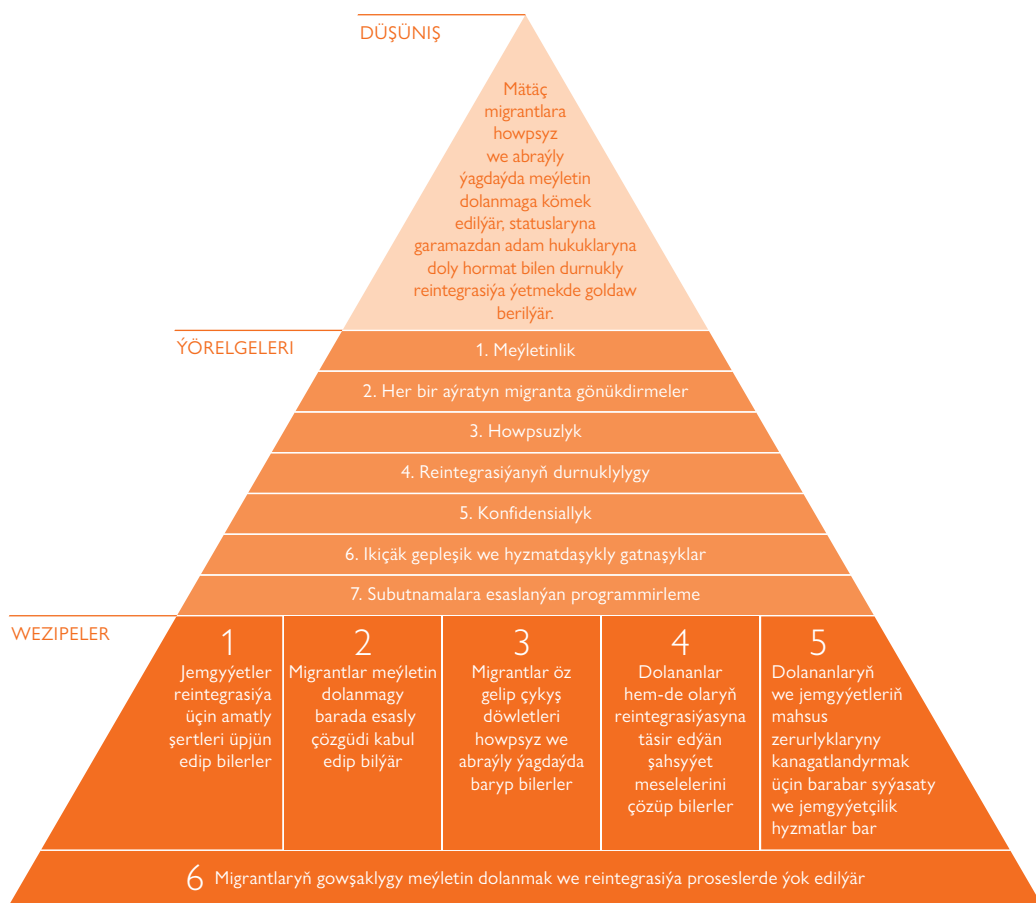 DÜŞÜNIŞ
Mätäç
migrantlara
howpsyz
we abraýly
ýagdaýda meýletin
dolanmaga kömek
edilýär, statuslaryna
garamazdan adam hukuklaryna
doly hormat bilen durnukly
reintegrasiýa ýetmekde goldaw
berilýär.
ÝÖRELGELERI
1. Meýletinlik
2. Her bir aýratyn migranta gönükdirmeler
3. Howpsuzlyk
4. Reintegrasiýanyň durnuklylygy
5. Konfidensiallyk
6. Ikiçäk gepleşik we hyzmatdaşykly gatnaşyklar
7. Subutnamalara esaslanýan programmirleme
WEZIPELER
1
Jemgyýetler
reintegrasiýa
üçin amatly
şertleri üpjün
edip bilerler
2
Migrantlar meýletin
dolanmagy
barada esasly
çözgüdi kabul
edip bilýär
3
Migrantlar öz
gelip çykyş
döwletleri
howpsyz we
abraýly ýagdaýda
baryp bilerler
4
Dolananlar
hem-de olaryň
reintegrasiýasyna
täsir edýän
şahsyýet
meselelerini
çözüp bilerler
5
Dolananlaryň
we jemgyýetleriň
mahsus
zerurlyklaryny
kanagatlandyrmak
üçin barabar syýasaty
we jemgyýetçilik
hyzmatlar bar
6 Migrantlaryň gowşaklygy meýletin dolanmak we reintegrasiýa proseslerde ýok edilýär